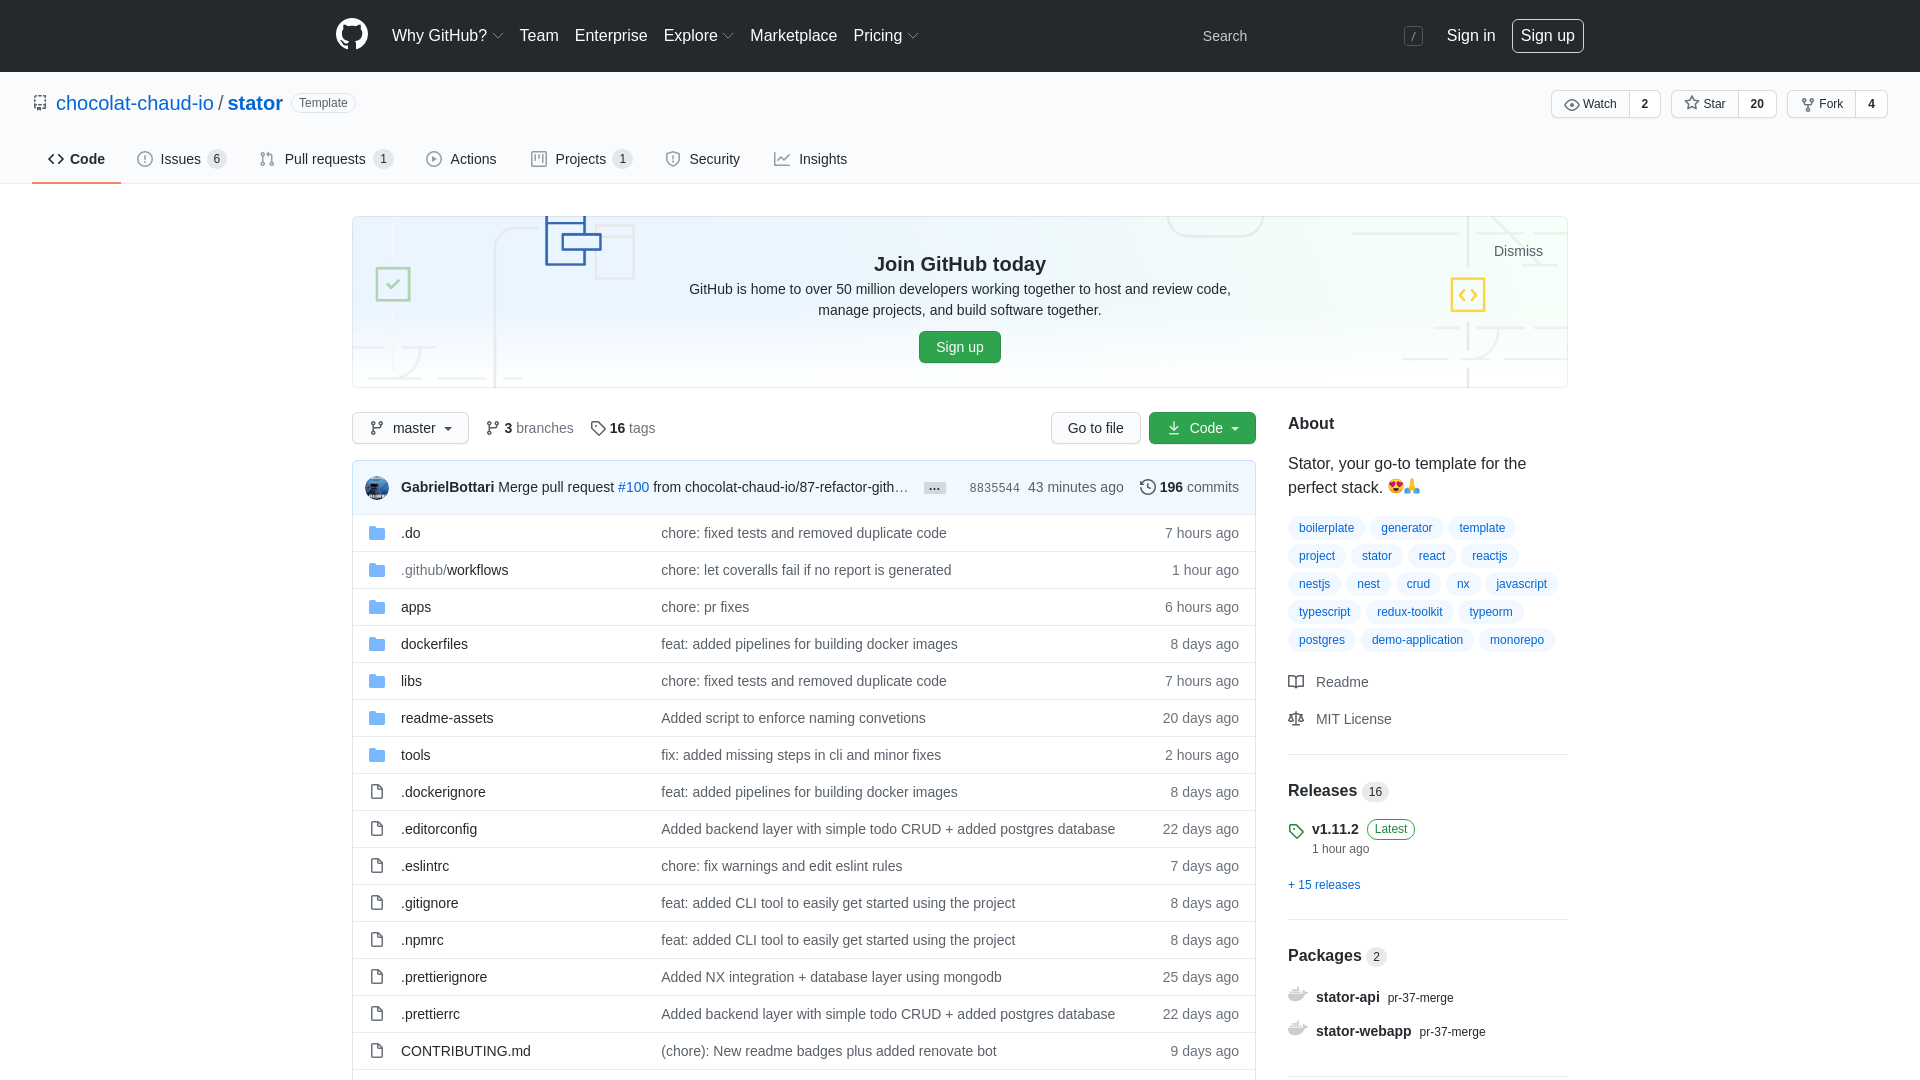 Why GitHub? Team Enterprise Explore Marketplace Pricing Search / Sign in Sign up
chocolat-chaud-io / stator Template Watch 2 Star 20 Fork 4
Code Issues 6 Pull requests 1 Actions Projects 1 Security Insights
Dismiss
Join GitHub today
GitHub is home to over 50 million developers working together to host and review code,
manage projects, and build software together.
Sign up
master 3 branches 16 tags Go to file Code
GabrielBottari Merge pull request #100 from chocolat-chaud-io/87-refactor-gith… … 8835544 43 minutes ago 196 commits
.do chore: fixed tests and removed duplicate code 7 hours ago
.github/workflows chore: let coveralls fail if no report is generated 1 hour ago
apps chore: pr fixes 6 hours ago
dockerfiles feat: added pipelines for building docker images 8 days ago
libs chore: fixed tests and removed duplicate code 7 hours ago
readme-assets Added script to enforce naming convetions 20 days ago
tools fix: added missing steps in cli and minor fixes 2 hours ago
.dockerignore feat: added pipelines for building docker images 8 days ago
.editorconfig Added backend layer with simple todo CRUD + added postgres database 22 days ago
.eslintrc chore: fix warnings and edit eslint rules 7 days ago
.gitignore feat: added CLI tool to easily get started using the project 8 days ago
.npmrc feat: added CLI tool to easily get started using the project 8 days ago
.prettierignore Added NX integration + database layer using mongodb 25 days ago
.prettierrc Added backend layer with simple todo CRUD + added postgres database 22 days ago
CONTRIBUTING.md (chore): New readme badges plus added renovate bot 9 days ago
About
Stator, your go-to template for the
perfect stack. 😍🙏
boilerplate generator template
project stator react reactjs
nestjs nest crud nx javascript
typescript redux-toolkit typeorm
postgres demo-application monorepo
Readme
MIT License
Releases 16
v1.11.2 Latest
1 hour ago
+ 15 releases
Packages 2
stator-api pr-37-merge
stator-webapp pr-37-merge